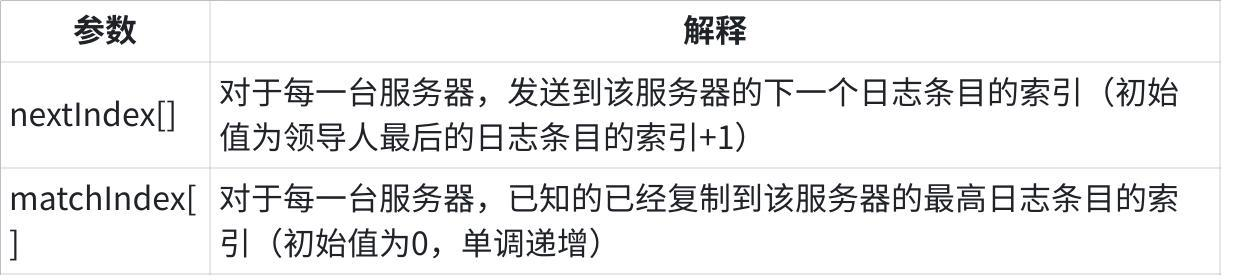 参数
解释
nextIndex[]
对于每一台服务器，发送到该服务器的下一个日志条目的索引（初始
值为领导人最后的日志条目的索引+1）
matchIndex[
]
对于每一台服务器，已知的已经复制到该服务器的最高日志条目的索
引（初始值为0，单调递增）